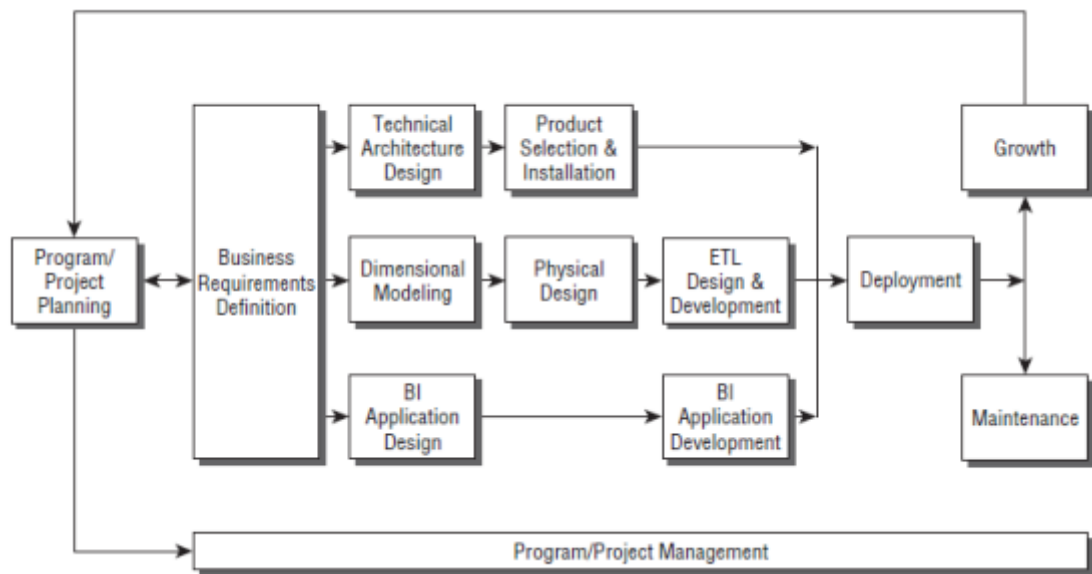 Technical
Architecture
Design
Product
Selection &
Installation
Growth
Program/
Project
Planning
Business
Requirements
Definition
Dimensional
Modeling
Physical
Design
ETL
Design &
Development
Deployment
BI
Application
Design
BI
Application
Development
Maintenance
Program/Project Management